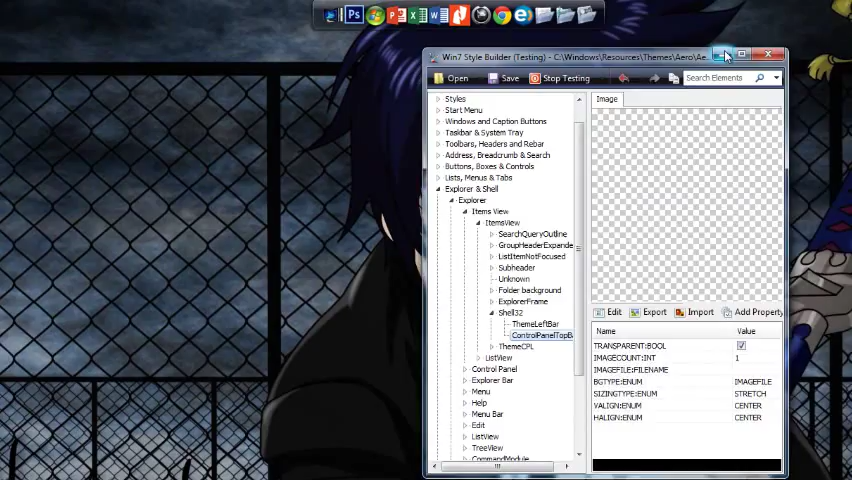 Ps
Win7 Style Builder (Testing) - C:\Windows\Resources\Themes\Aero\Ae...
Open Save Stop Testing Search Elements
Styles
Start Menu
Windows and Caption Buttons
Taskbar & System Tray
Toolbars, Headers and Rebar
Address, Breadcrumb & Search
Buttons, Boxes & Controls
Lists, Menus & Tabs
Explorer & Shell
Explorer
Items View
ItemsView
SearchQueryOutline
GroupHeaderExpande
ListItemNotFocused
Subheader
Unknown
Folder background
ExplorerFrame
Shell32
ThemeLeftBar
ControlPanelTopBa
ThemeCPL
ListView
Control Panel
Explorer Bar
Menu
Help
Menu Bar
Edit
ListView
TreeView
CommandModule
Image
Edit Export Import Add Property
Name Value
TRANSPARENT:BOOL
IMAGECOUNT:INT 1
IMAGEFILE:FILENAME
BGTYPE:ENUM IMAGEFILE
SIZINGTYPE:ENUM STRETCH
VALIGN:ENUM CENTER
HALIGN:ENUM CENTER